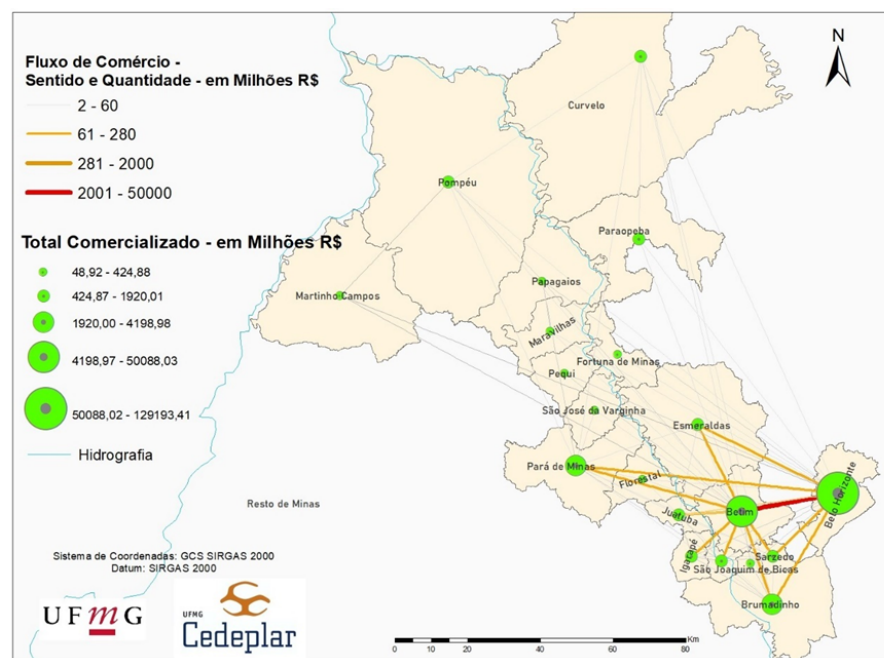 Fluxo de Comércio -
Sentido e Quantidade - em Milhões R$
2 - 60
61 - 280
281 - 2000
2001 - 50000
Total Comercializado - em Milhões R$
48,92 - 424,88
424,87 - 1920,01
1920,00 - 4198,98
4198,97 - 50088,03
50088,02 - 129193,41
Hidrografia
N
Curvelo
Pompéu
Paraopeba
Papagaios
Martinho Campos
Maravilhas
Fortuna de Minas
Pequi
São José da Varginha
Esmeraldas
Pará de Minas
Florestal
Belo Horizonte
Betim
Juatuba
Igarapé
Sarzedo
São Joaquim de Bicas
Brumadinho
Resto de Minas
Sistema de Coordenadas: GCS SIRGAS 2000
Datum: SIRGAS 2000
UFmG
UFMG
Cedeplar
Km
0 5 10 20 40 60 80